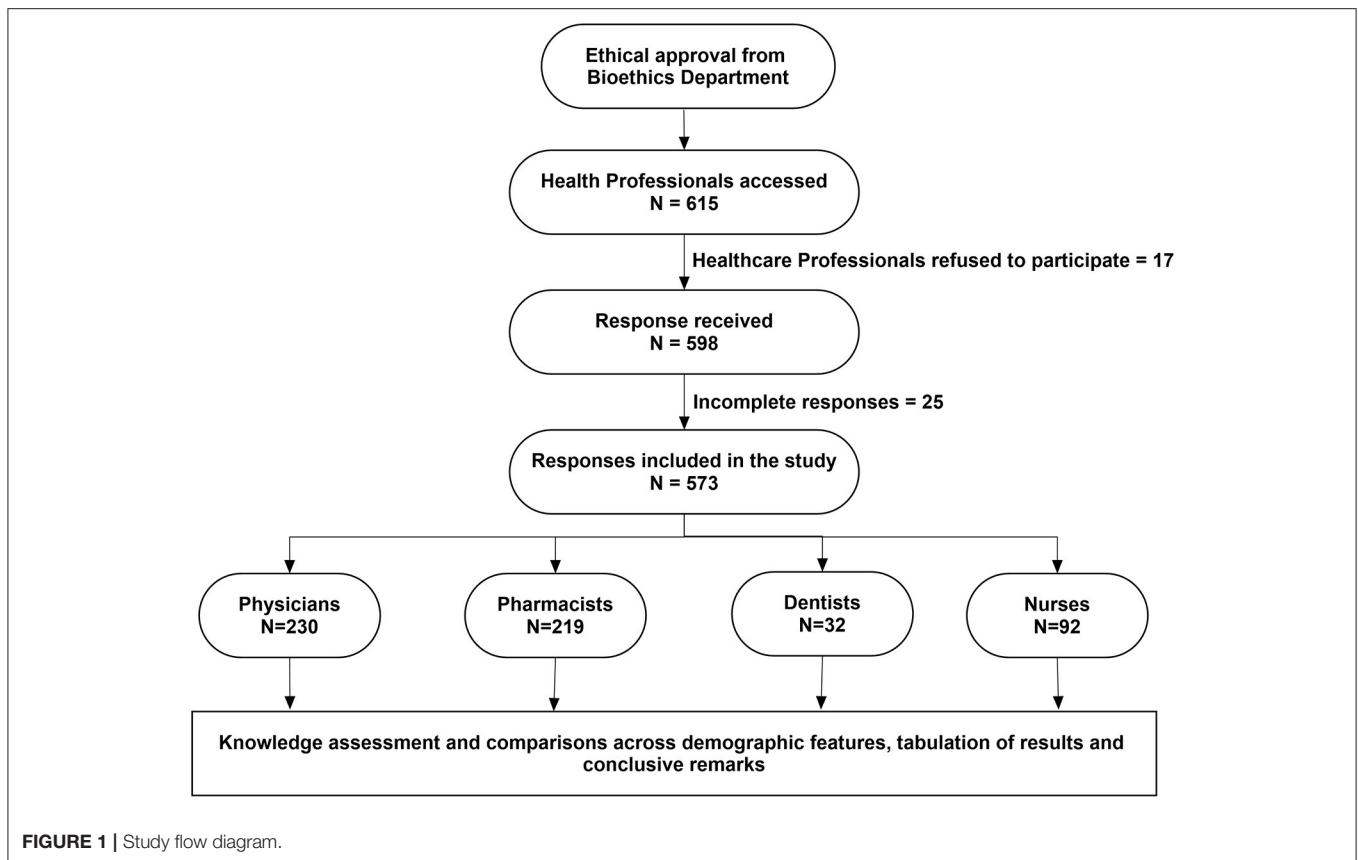 Ethical approval from
Bioethics Department
Health Professionals accessed
N = 615
Healthcare Professionals refused to participate = 17
Response received
N = 598
Incomplete responses = 25
Responses included in the study
N = 573
Physicians
N=230
Pharmacists
N=219
Dentists
N=32
Nurses
N=92
Knowledge assessment and comparisons across demographic features, tabulation of results and
conclusive remarks
FIGURE 1 | Study flow diagram.